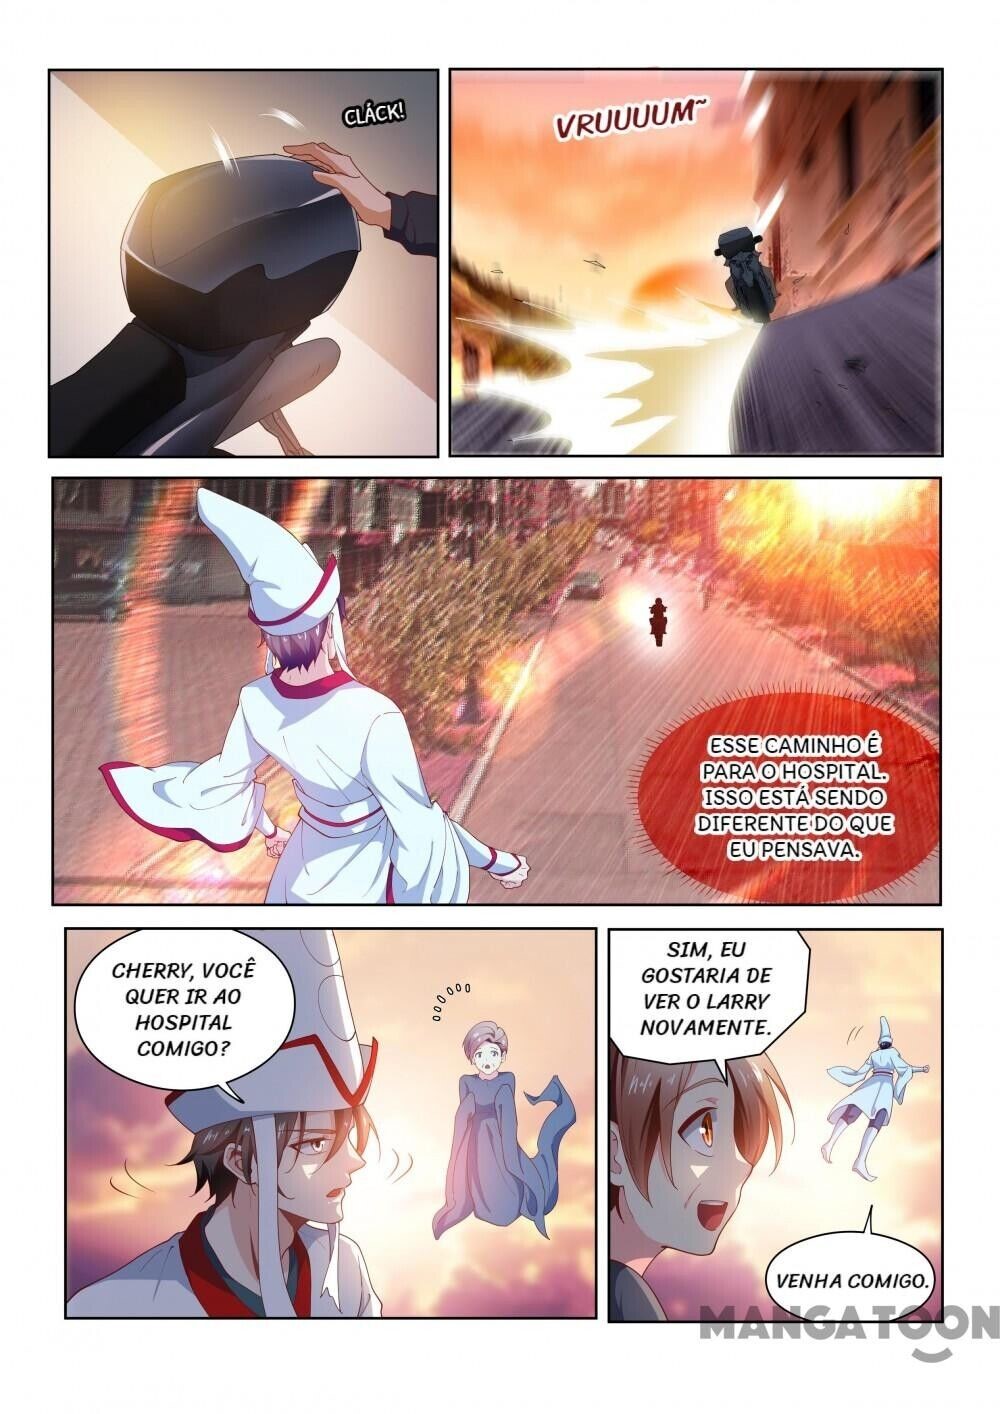 CLÁCK!
VRUUUUM~
ESSE CAMINHO É
PARA O HOSPITAL.
ISSO ESTÁ SENDO
DIFERENTE DO QUE
EU PENSAVA.
CHERRY, VOCÊ
QUER IR AO
HOSPITAL
COMIGO?
SIM, EU
GOSTARIA DE
VER O LARRY
NOVAMENTE.
VENHA COMIGO.
MANGATOON